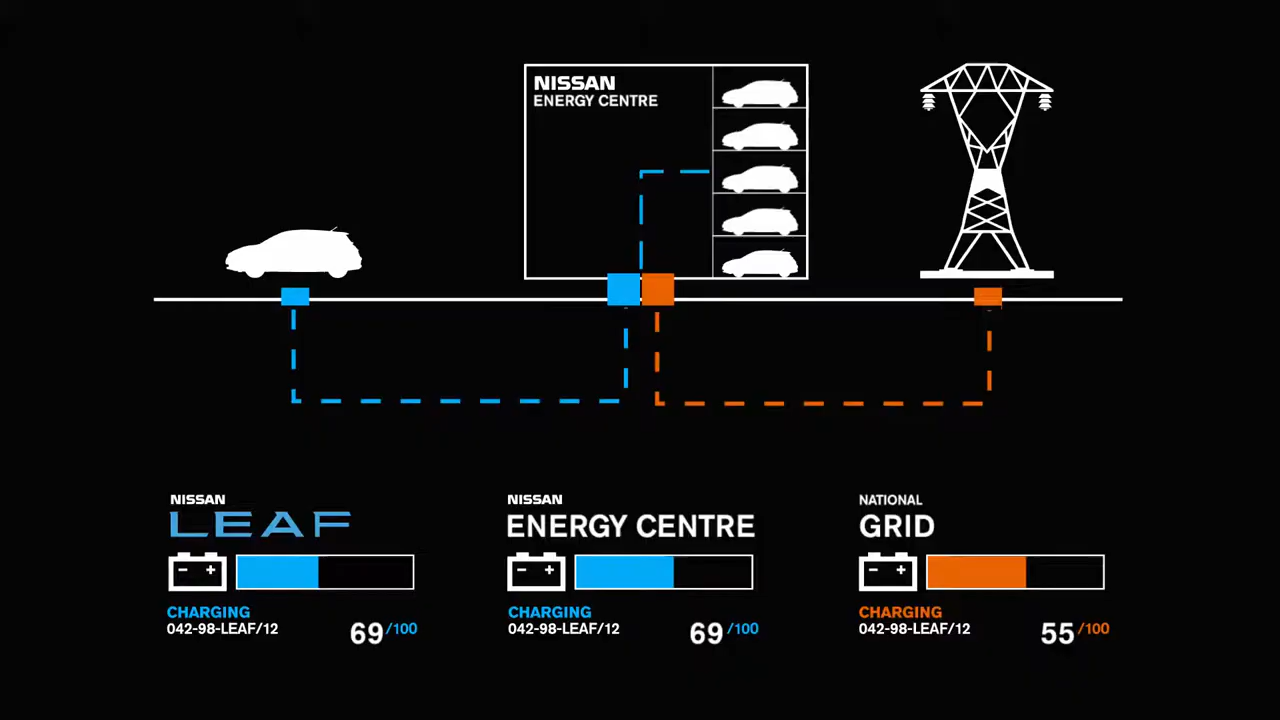 NISSAN
ENERGY CENTRE
NISSAN
LEAF
CHARGING
042-98-LEAF/12
69/100
NISSAN
ENERGY CENTRE
CHARGING
042-98-LEAF/12
69/100
NATIONAL
GRID
CHARGING
042-98-LEAF/12
55/100